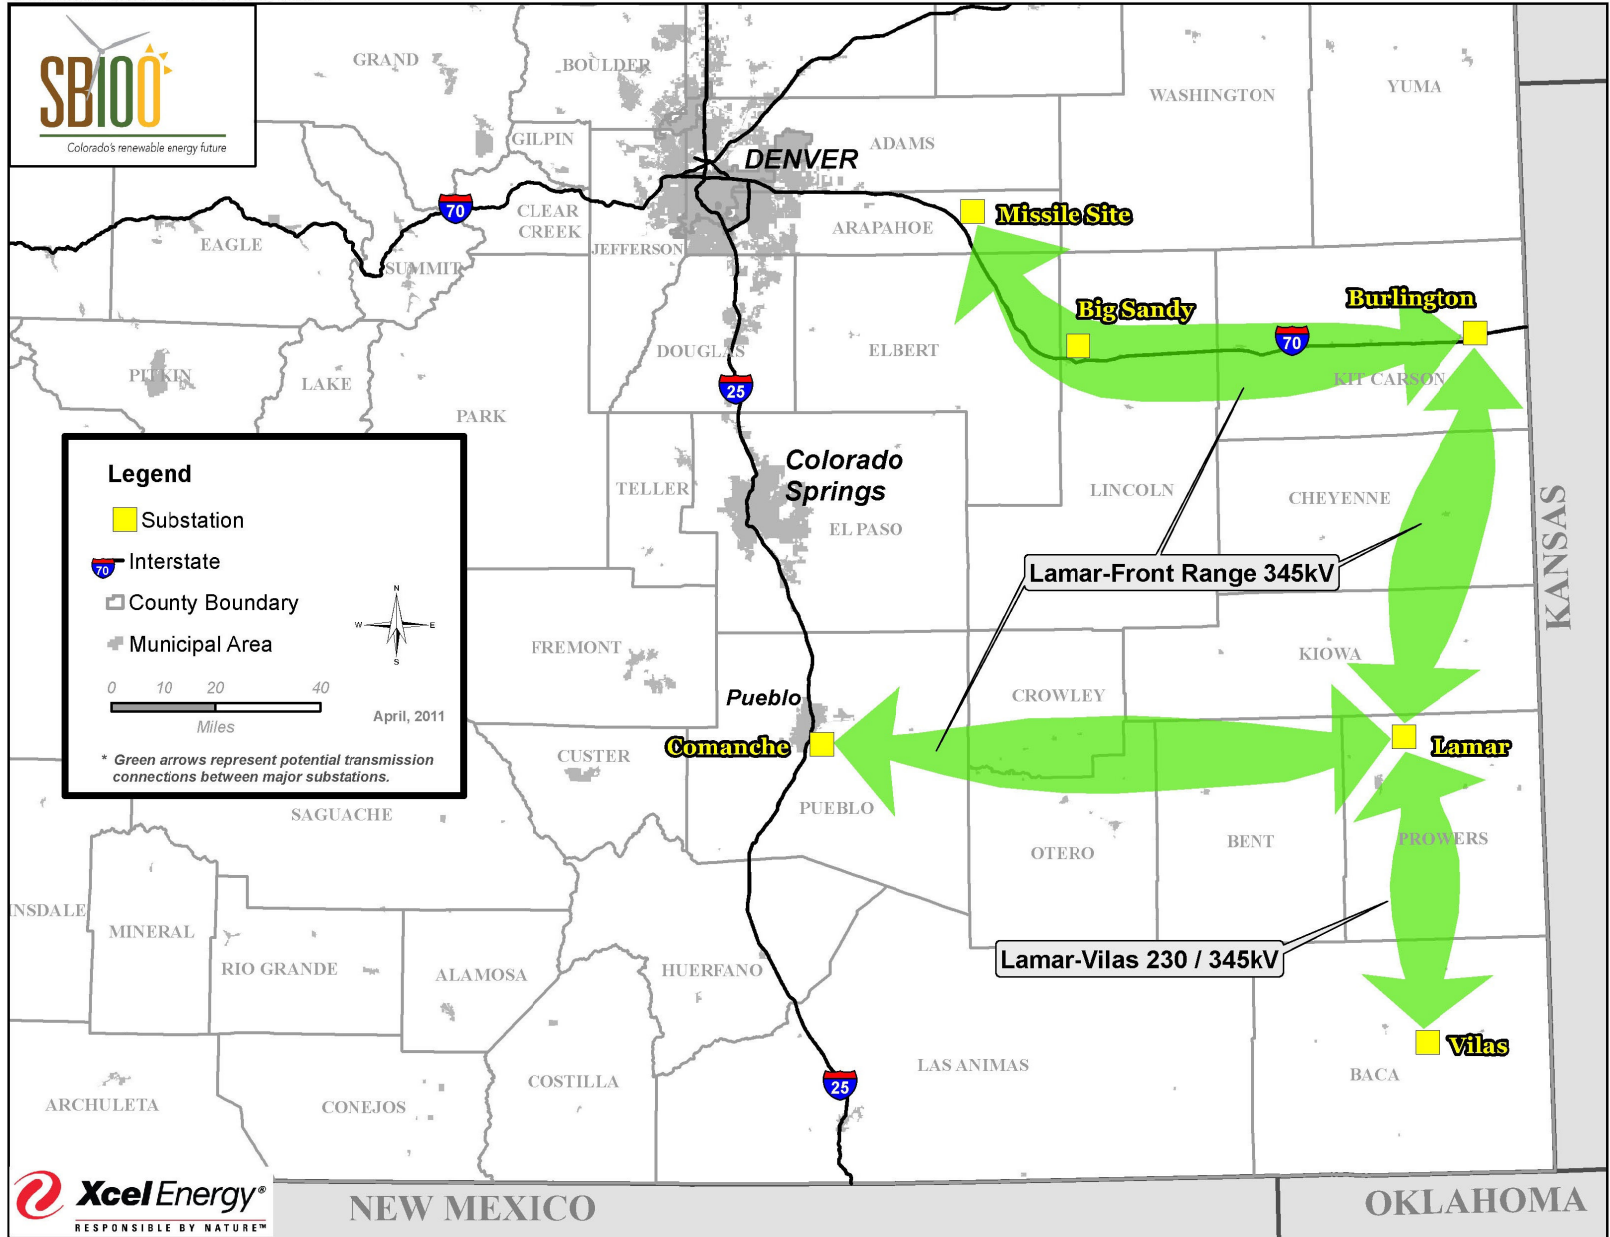 SB100
Colorado's renewable energy future
GRAND
BOULDER
WASHINGTON
YUMA
GILPIN
ADAMS
DENVER
70
CLEAR
CREEK
JEFFERSON
ARAPAHOE
Missile Site
EAGLE
SUMMIT
Big Sandy
Burlington
70
PITKIN
LAKE
DOUGLAS
ELBERT
KIT CARSON
25
PARK
Colorado
Springs
TELLER
EL PASO
LINCOLN
CHEYENNE
KANSAS
Legend
Substation
70
Interstate
County Boundary
Municipal Area
N
W
E
S
0 10 20 40
Miles
April, 2011
* Green arrows represent potential transmission
connections between major substations.
Lamar-Front Range 345kV
FREMONT
KIOWA
Pueblo
CROWLEY
Comanche
Lamar
CUSTER
PUEBLO
SAGUACHE
OTERO
BENT
PROWERS
INSDALE
MINERAL
RIO GRANDE
ALAMOSA
HUERFANO
Lamar-Vilas 230 / 345kV
Vilas
LAS ANIMAS
BACA
25
COSTILLA
ARCHULETA
CONEJOS
Xcel Energy®
RESPONSIBLE BY NATURE™
NEW MEXICO
OKLAHOMA